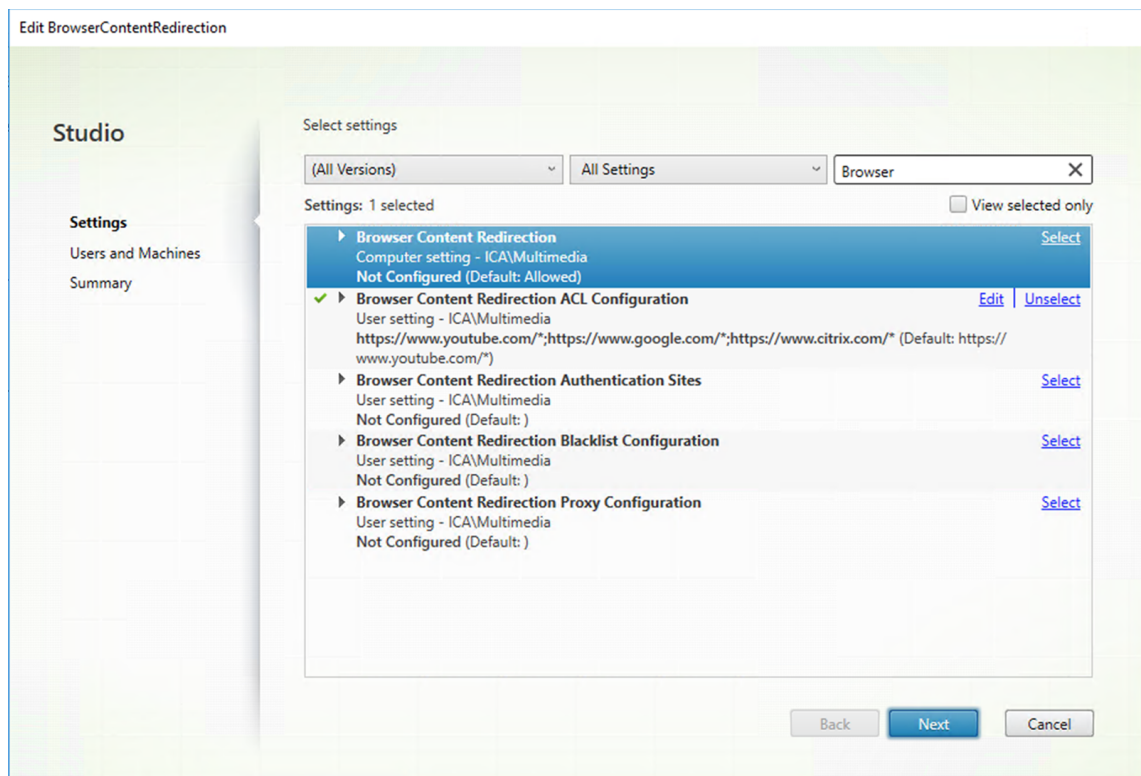 Edit BrowserContentRedirection
Studio
Settings
Users and Machines
Summary
Select settings
(All Versions)
All Settings
Browser
Settings: 1 selected
View selected only
Browser Content Redirection
Select
Computer setting - ICA\Multimedia
Not Configured (Default: Allowed)
Browser Content Redirection ACL Configuration
Edit | Unselect
User setting - ICA\Multimedia
https://www.youtube.com/*;https://www.google.com/*;https://www.citrix.com/* (Default: https://
www.youtube.com/*)
Browser Content Redirection Authentication Sites
Select
User setting - ICA\Multimedia
Not Configured (Default: )
Browser Content Redirection Blacklist Configuration
Select
User setting - ICA\Multimedia
Not Configured (Default: )
Browser Content Redirection Proxy Configuration
Select
User setting - ICA\Multimedia
Not Configured (Default: )
Back
Next
Cancel